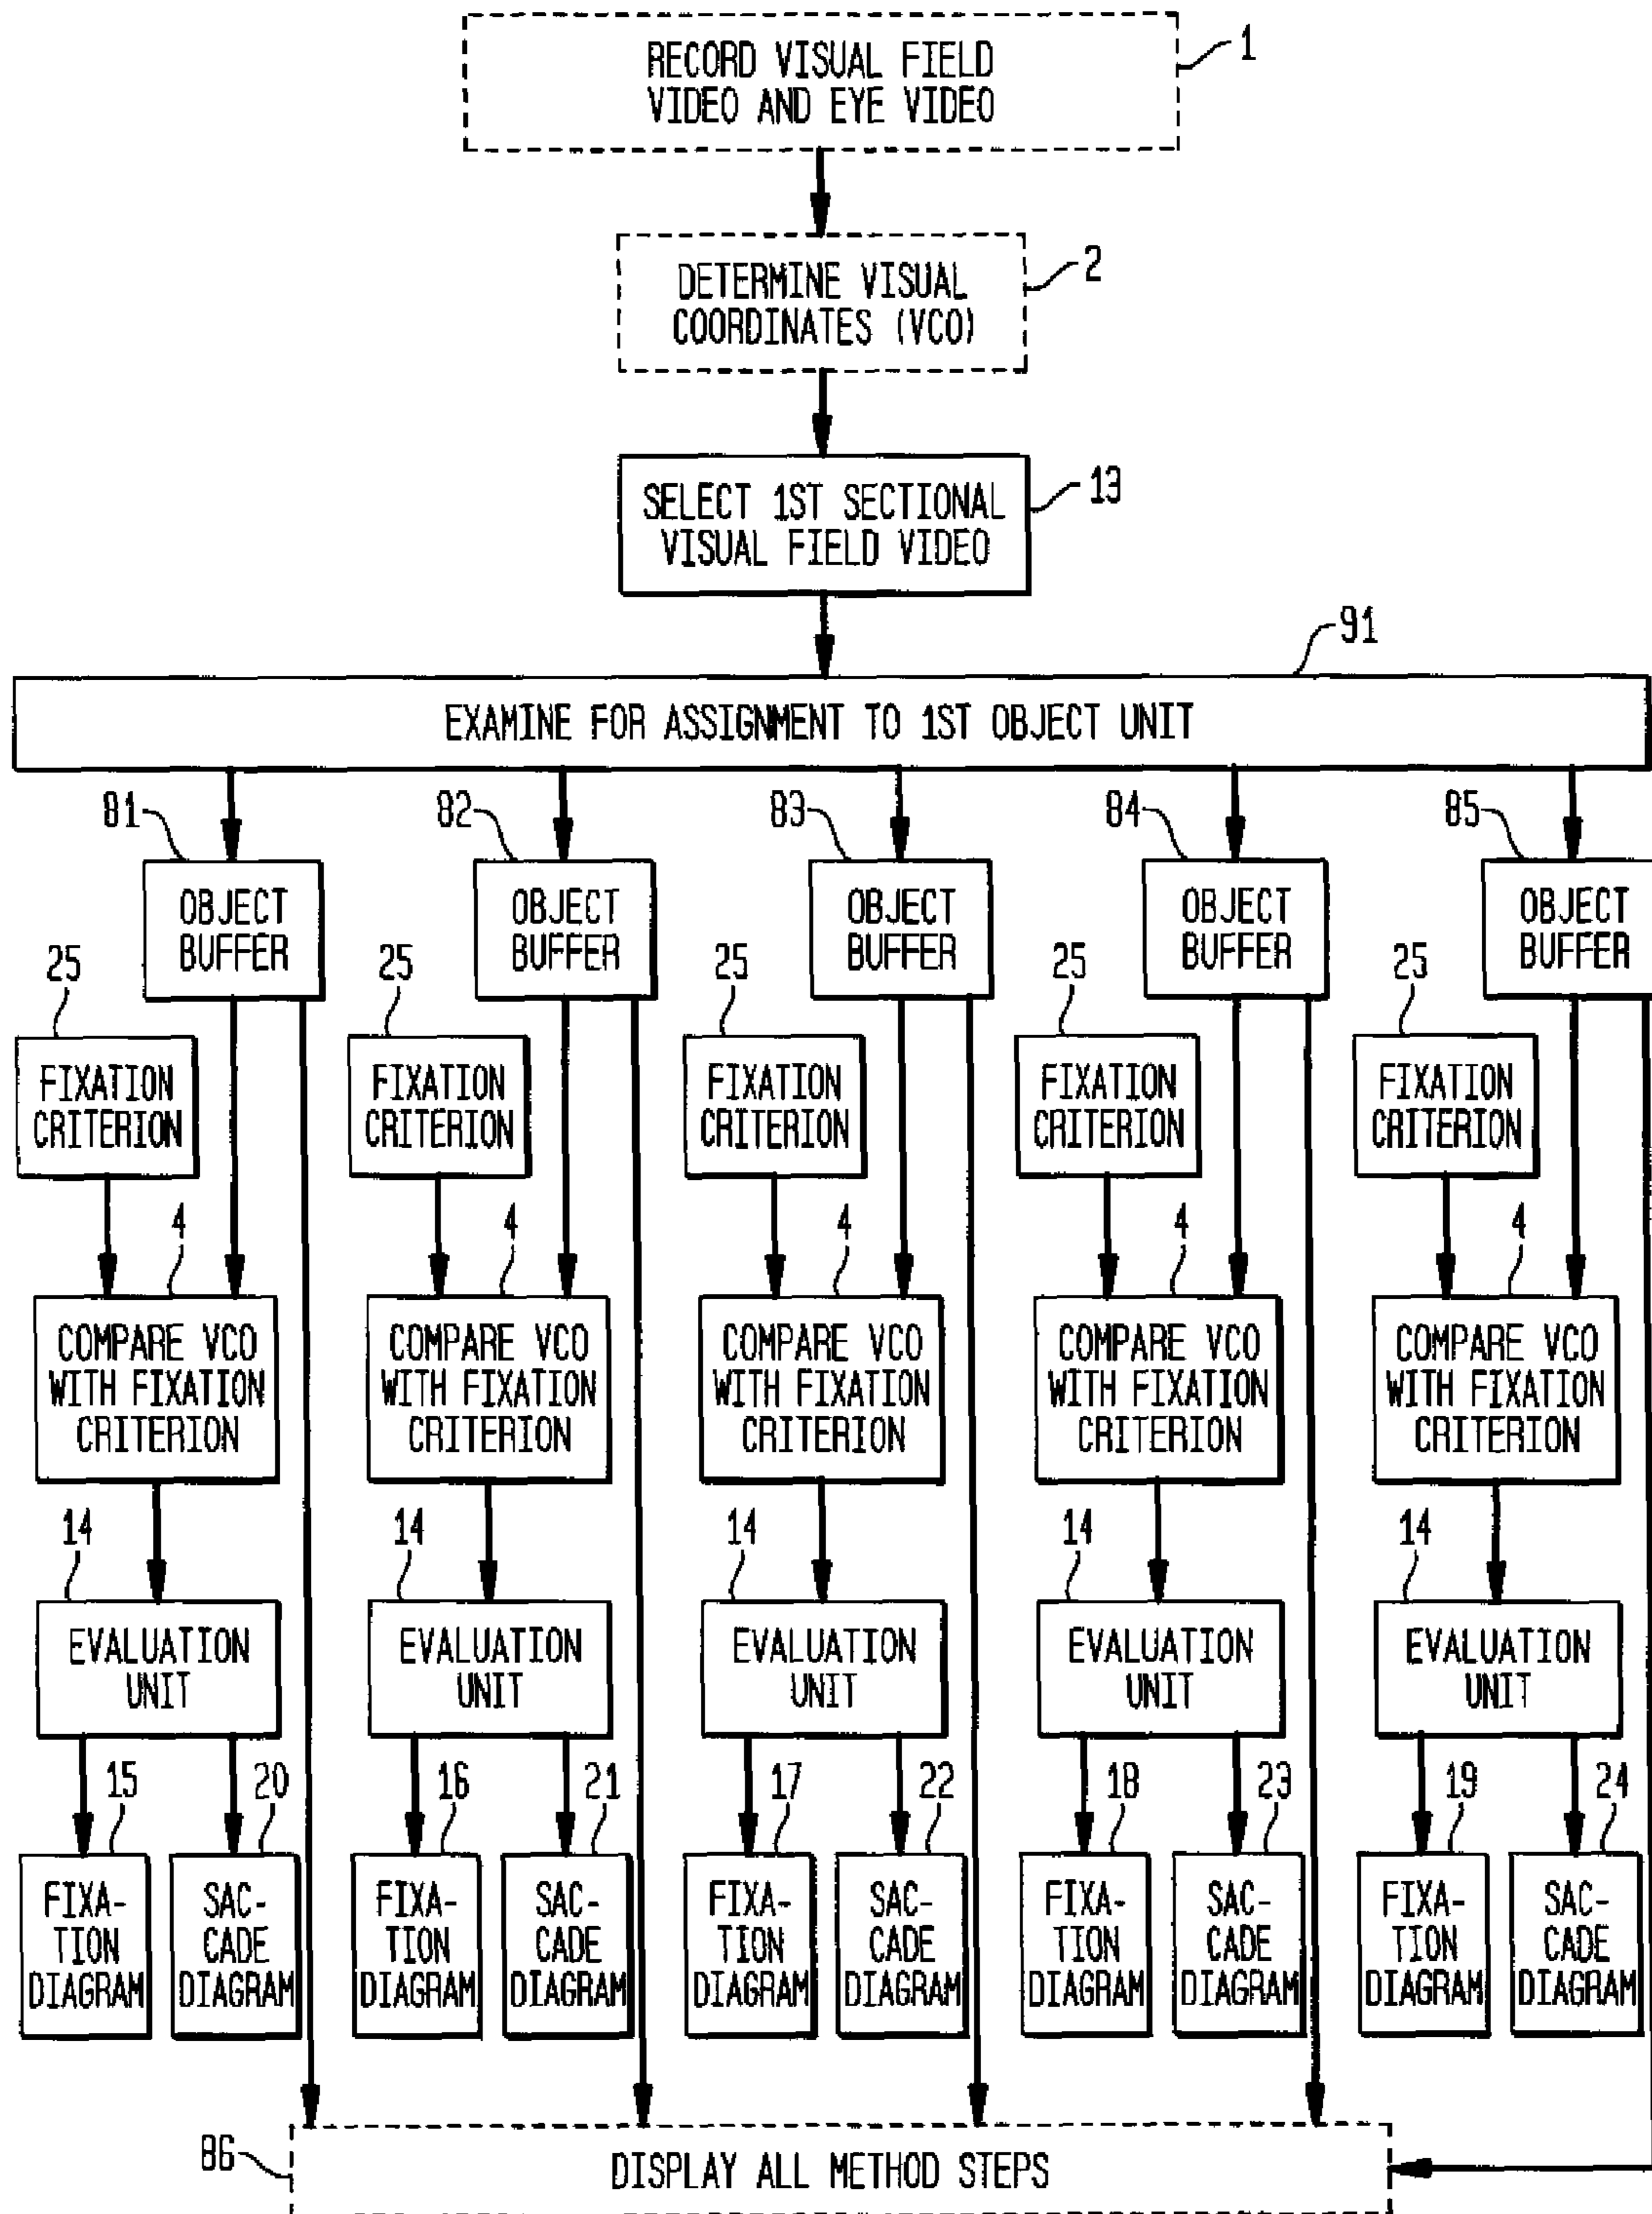 RECORD VISUAL FIELD
VIDEO AND EYE VIDEO
1
DETERMINE VISUAL
COORDINATES (VCO)
2
SELECT 1ST SECTIONAL
VISUAL FIELD VIDEO
13
91
EXAMINE FOR ASSIGNMENT TO 1ST OBJECT UNIT
81
82
83
84
85
OBJECT
BUFFER
OBJECT
BUFFER
OBJECT
BUFFER
OBJECT
BUFFER
OBJECT
BUFFER
25
25
25
25
25
FIXATION
CRITERION
FIXATION
CRITERION
FIXATION
CRITERION
FIXATION
CRITERION
FIXATION
CRITERION
4
4
4
4
4
COMPARE VCO
WITH FIXATION
CRITERION
COMPARE VCO
WITH FIXATION
CRITERION
COMPARE VCO
WITH FIXATION
CRITERION
COMPARE VCO
WITH FIXATION
CRITERION
COMPARE VCO
WITH FIXATION
CRITERION
14
14
14
14
14
EVALUATION
UNIT
EVALUATION
UNIT
EVALUATION
UNIT
EVALUATION
UNIT
EVALUATION
UNIT
15
20
16
21
17
22
18
23
19
24
FIXA-
TION
DIAGRAM
SAC-
CADE
DIAGRAM
FIXA-
TION
DIAGRAM
SAC-
CADE
DIAGRAM
FIXA-
TION
DIAGRAM
SAC-
CADE
DIAGRAM
FIXA-
TION
DIAGRAM
SAC-
CADE
DIAGRAM
FIXA-
TION
DIAGRAM
SAC-
CADE
DIAGRAM
86
DISPLAY ALL METHOD STEPS